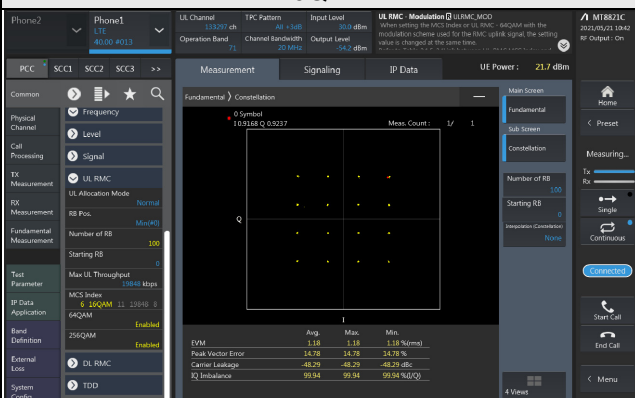 Phone2
Phone1
LTE
40.00 #013
UL Channel
133297 ch
TPC Pattern
All +3dB
Input Level
30.0 dBm
Operation Band
71
Channel Bandwidth
20 MHz
Output Level
-54.2 dBm
UL RMC - Modulation ULRMC_MOD
When setting the MCS Index or UL RMC - 64QAM with the
modulation scheme used for the RMC uplink signal, the setting
value is changed at the same time.
MT8821C
2021/05/21 10:42
RF Output : On
PCC
SCC1
SCC2
SCC3
>>
Measurement
Signaling
IP Data
UE Power : 21.7 dBm
Common
Physical
Channel
Call
Processing
TX
Measurement
RX
Measurement
Fundamental
Measurement
Test
Parameter
IP Data
Application
Band
Definition
External
Loss
System
Config
Frequency
Level
Signal
UL RMC
UL Allocation Mode
Normal
RB Pos.
Min(#0)
Number of RB
100
Starting RB
0
Max UL Throughput
19848 kbps
MCS Index
6 16QAM 11 19848 8
64QAM
Enabled
256QAM
Enabled
DL RMC
TDD
Fundamental Constellation
0 Symbol
I 0.9168 Q 0.9237
Meas. Count : 1/ 1
Q
I
Avg. Max. Min.
EVM 1.18 1.18 1.18 %(rms)
Peak Vector Error 14.78 14.78 14.78 %
Carrier Leakage -48.29 -48.29 -48.29 dBc
IQ Imbalance 99.94 99.94 99.94 %(I/Q)
Main Screen
Fundamental
Sub Screen
Constellation
Number of RB
100
Starting RB
0
Interpolation (Constellation)
None
4 Views
Home
< Preset
Measuring...
Tx
Rx
Single
Continuous
Connected
Start Call
End Call
< Menu